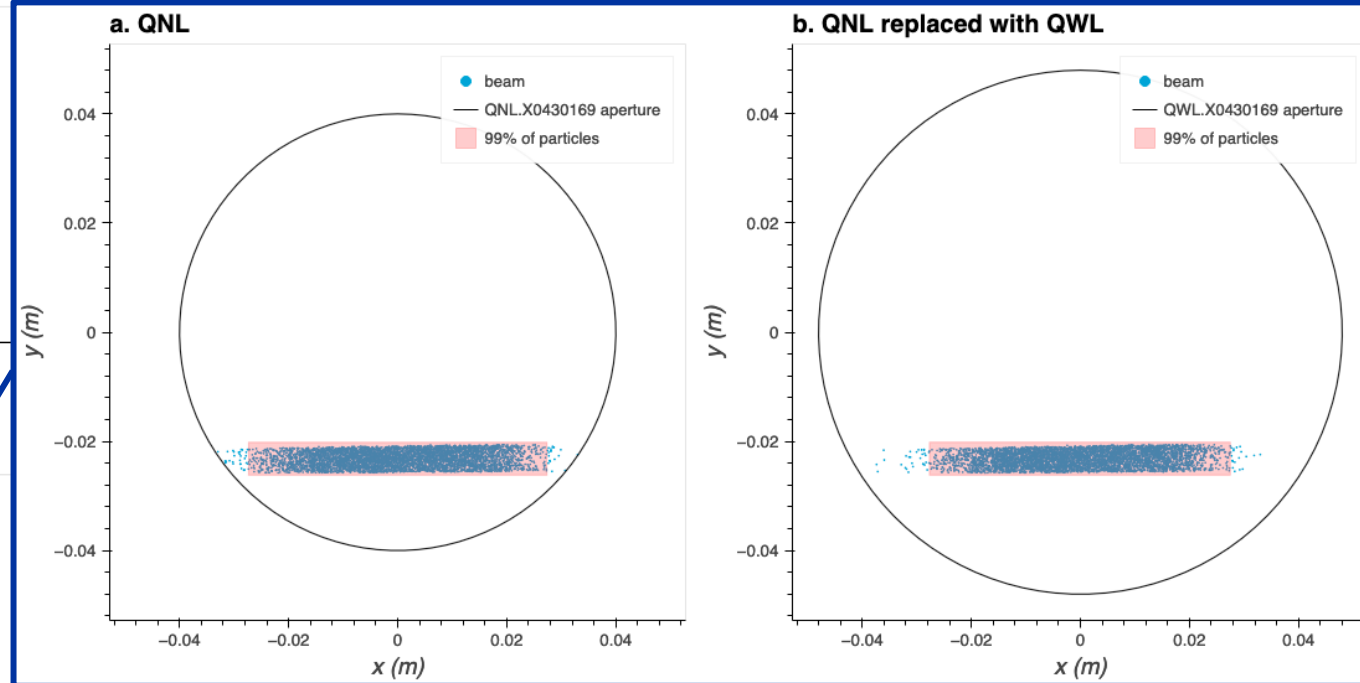 a. QNL
beam
QNL.X0430169 aperture
99% of particles
0.04
0.02
0
−0.02
−0.04
y (m)
−0.04
−0.02
0
0.02
0.04
x (m)
b. QNL replaced with QWL
beam
QWL.X0430169 aperture
99% of particles
0.04
0.02
0
−0.02
−0.04
y (m)
−0.04
−0.02
0
0.02
0.04
x (m)